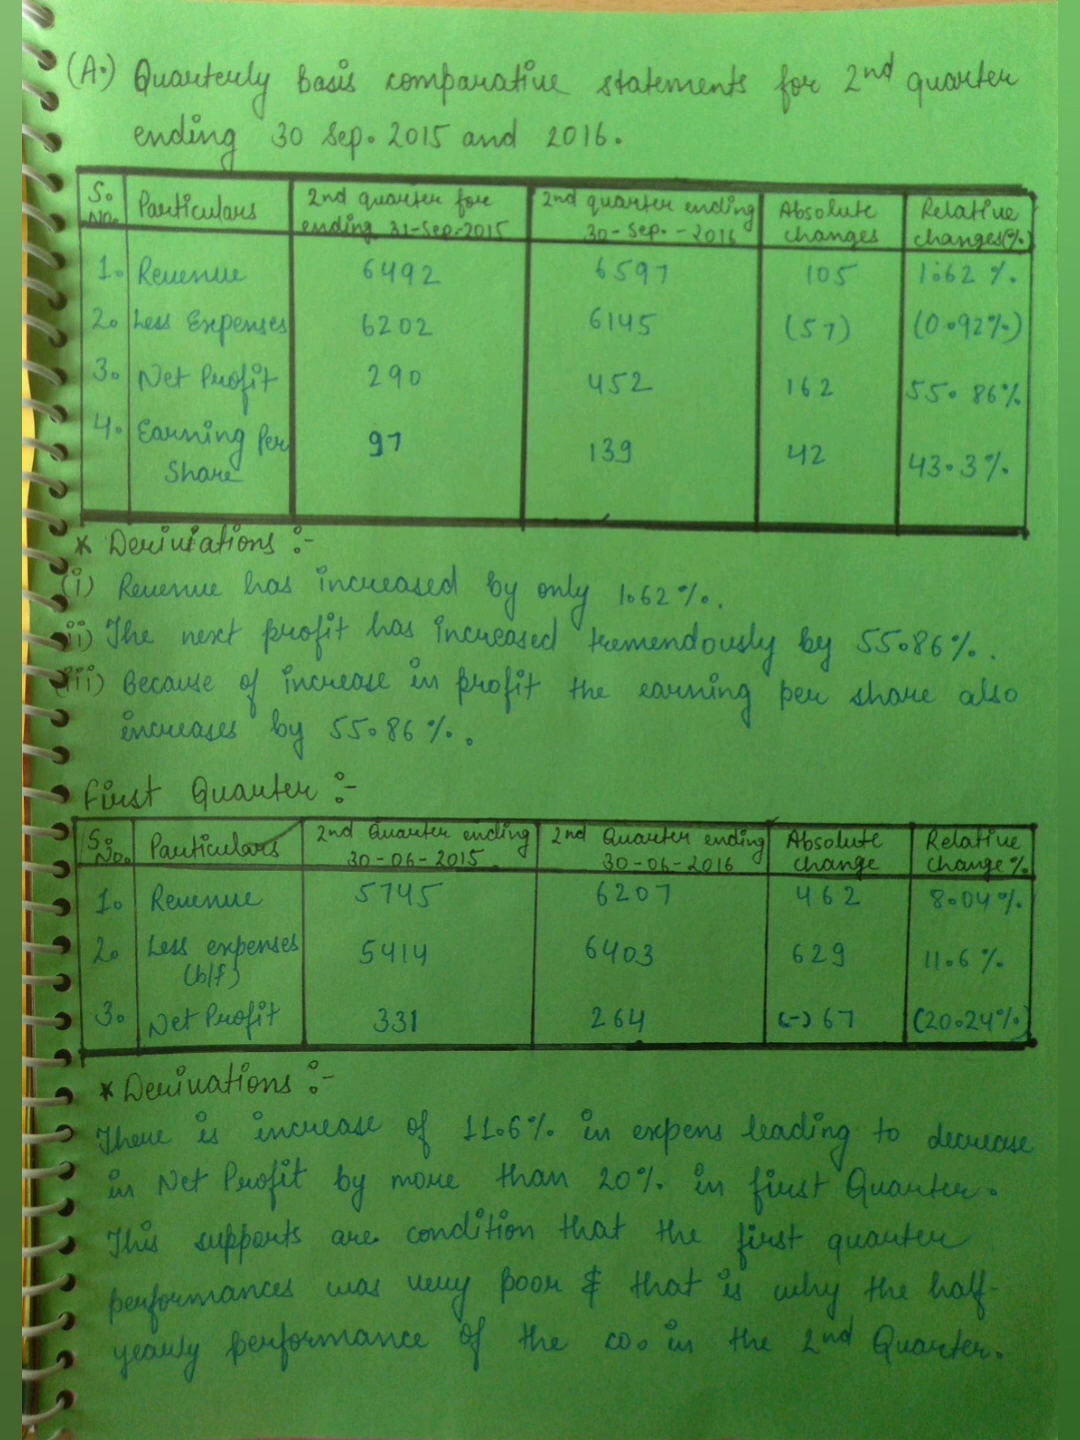 (A.) Quarterly basis comparative statements for 2nd quarter
ending 30 Sep. 2015 and 2016.
S. No. Particulars 2nd quarter for ending 31-Sep-2015 2nd quarter ending 30-Sep.-2016 Absolute changes Relative changes(%)
1. Revenue 6492 6597 105 1.62 %.
2. Less Expenses 6202 6145 (57) (0.92%)
3. Net Profit 290 452 162 55.86%
4. Earning Per Share 97 139 42 43.3%.
* Derivations :-
(i) Revenue has increased by only 1.62%.
(ii) The next profit has increased tremendously by 55.86%.
(iii) Because of increase in profit the earning per share also
increases by 55.86%.
First Quarter :-
S. No. Particulars 2nd Quarter ending 30-06-2015 2nd Quarter ending 30-06-2016 Absolute change Relative change%
1. Revenue 5745 6207 462 8.04%
2. Less expenses (b/f) 5414 6403 629 11.6%
3. Net Profit 331 264 (-) 67 (20.24%)
* Derivations :-
There is increase of 11.6% in expens leading to decrease
in Net Profit by more than 20% in first Quarter.
This supports are condition that the first quarter
performances was very poor & that is why the half-
yearly performance of the co. in the 2nd Quarter.